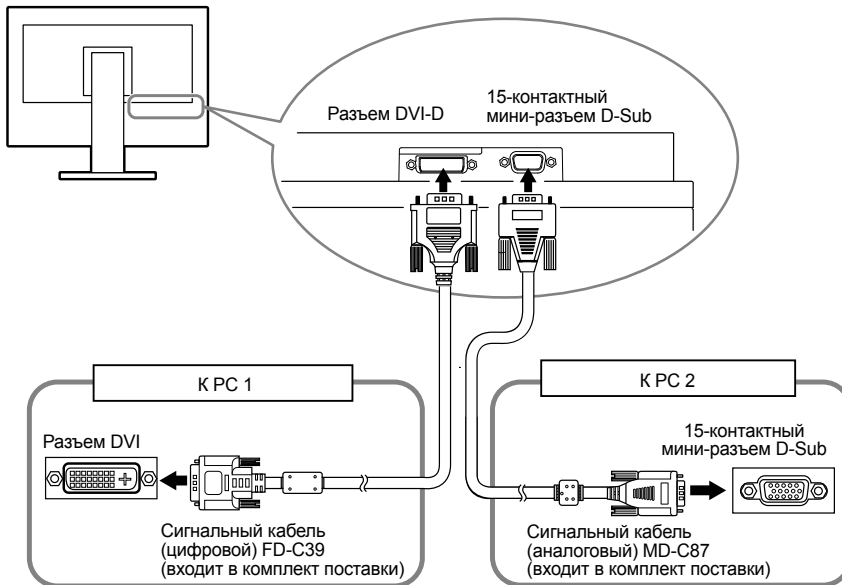 Разъем DVI-D
15-контактный
мини-разъем D-Sub
К PC 1
Разъем DVI
Сигнальный кабель
(цифровой) FD-C39
(входит в комплект поставки)
К PC 2
15-контактный
мини-разъем D-Sub
Сигнальный кабель
(аналоговый) MD-C87
(входит в комплект поставки)